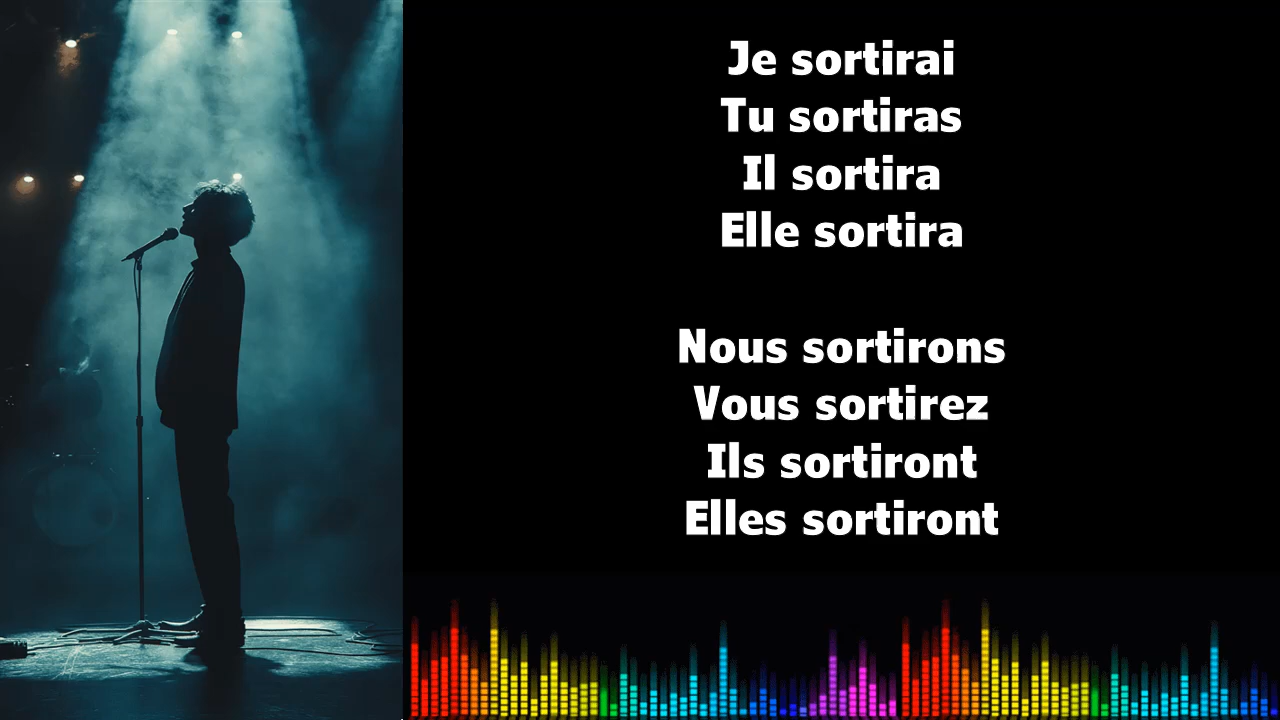 Je sortirai
Tu sortiras
Il sortira
Elle sortira
Nous sortirons
Vous sortirez
Ils sortiront
Elles sortiront